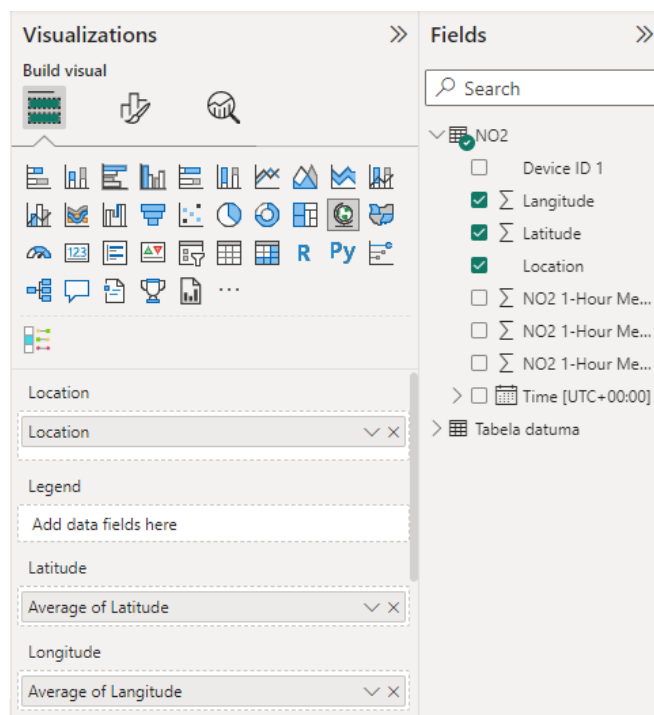 Visualizations
Build visual
123
R
Py
Location
Location
Legend
Add data fields here
Latitude
Average of Latitude
Longitude
Average of Langitude
Fields
Search
NO2
Device ID 1
∑ Langitude
∑ Latitude
Location
∑ NO2 1-Hour Me...
∑ NO2 1-Hour Me...
∑ NO2 1-Hour Me...
Time [UTC+00:00]
Tabela datuma